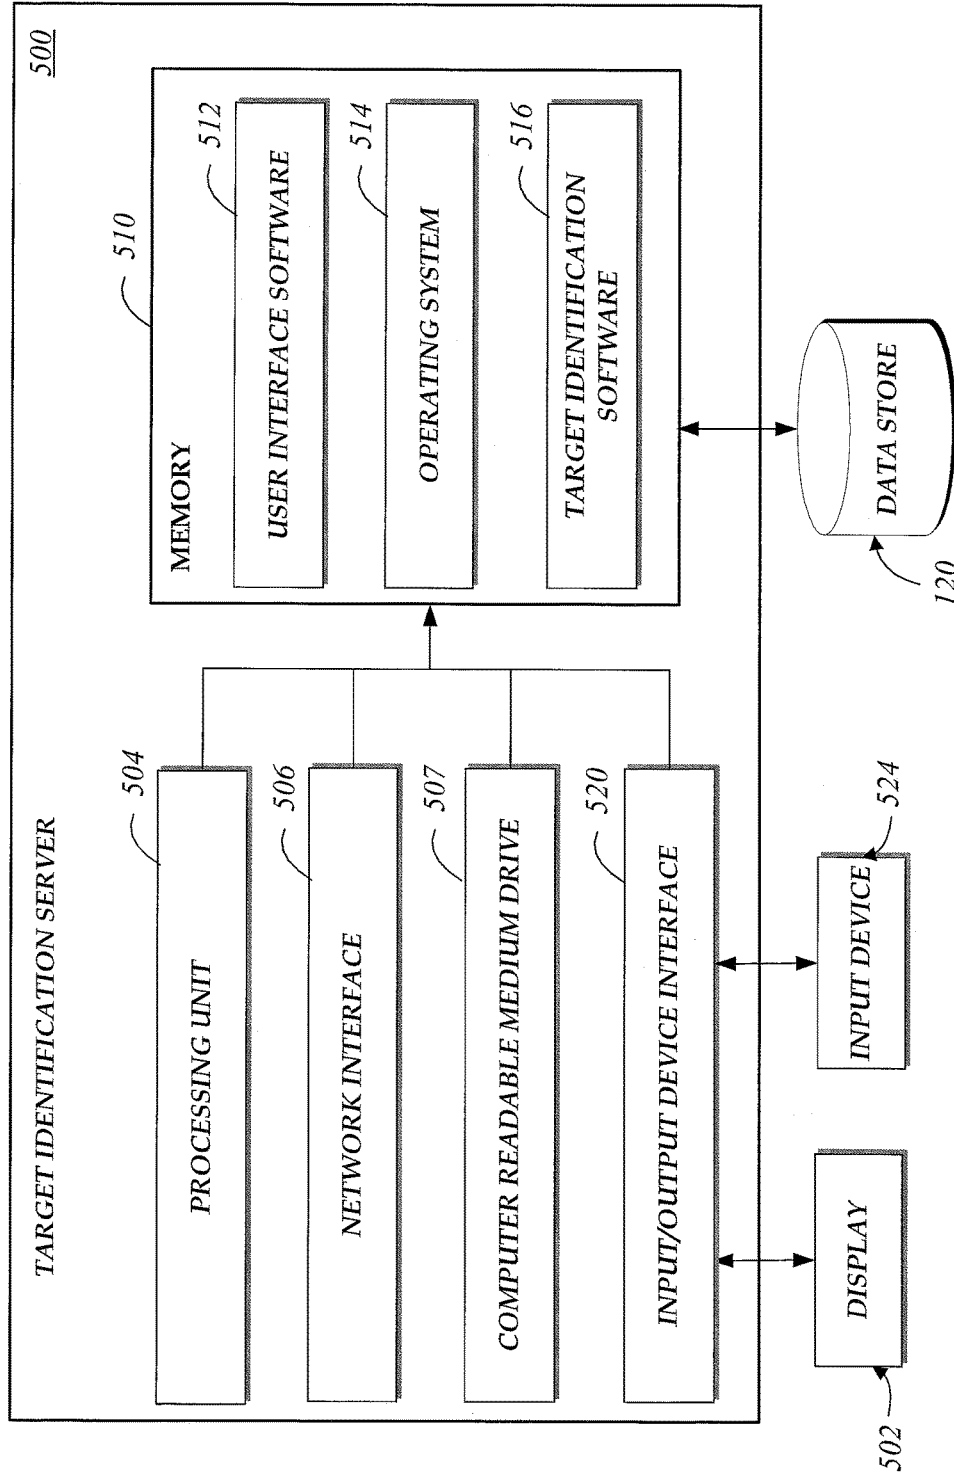 TARGET IDENTIFICATION SERVER
500
504
PROCESSING UNIT
506
NETWORK INTERFACE
507
COMPUTER READABLE MEDIUM DRIVE
520
INPUT/OUTPUT DEVICE INTERFACE
510
MEMORY
512
USER INTERFACE SOFTWARE
514
OPERATING SYSTEM
516
TARGET IDENTIFICATION
SOFTWARE
502
DISPLAY
INPUT DEVICE
524
120
DATA STORE